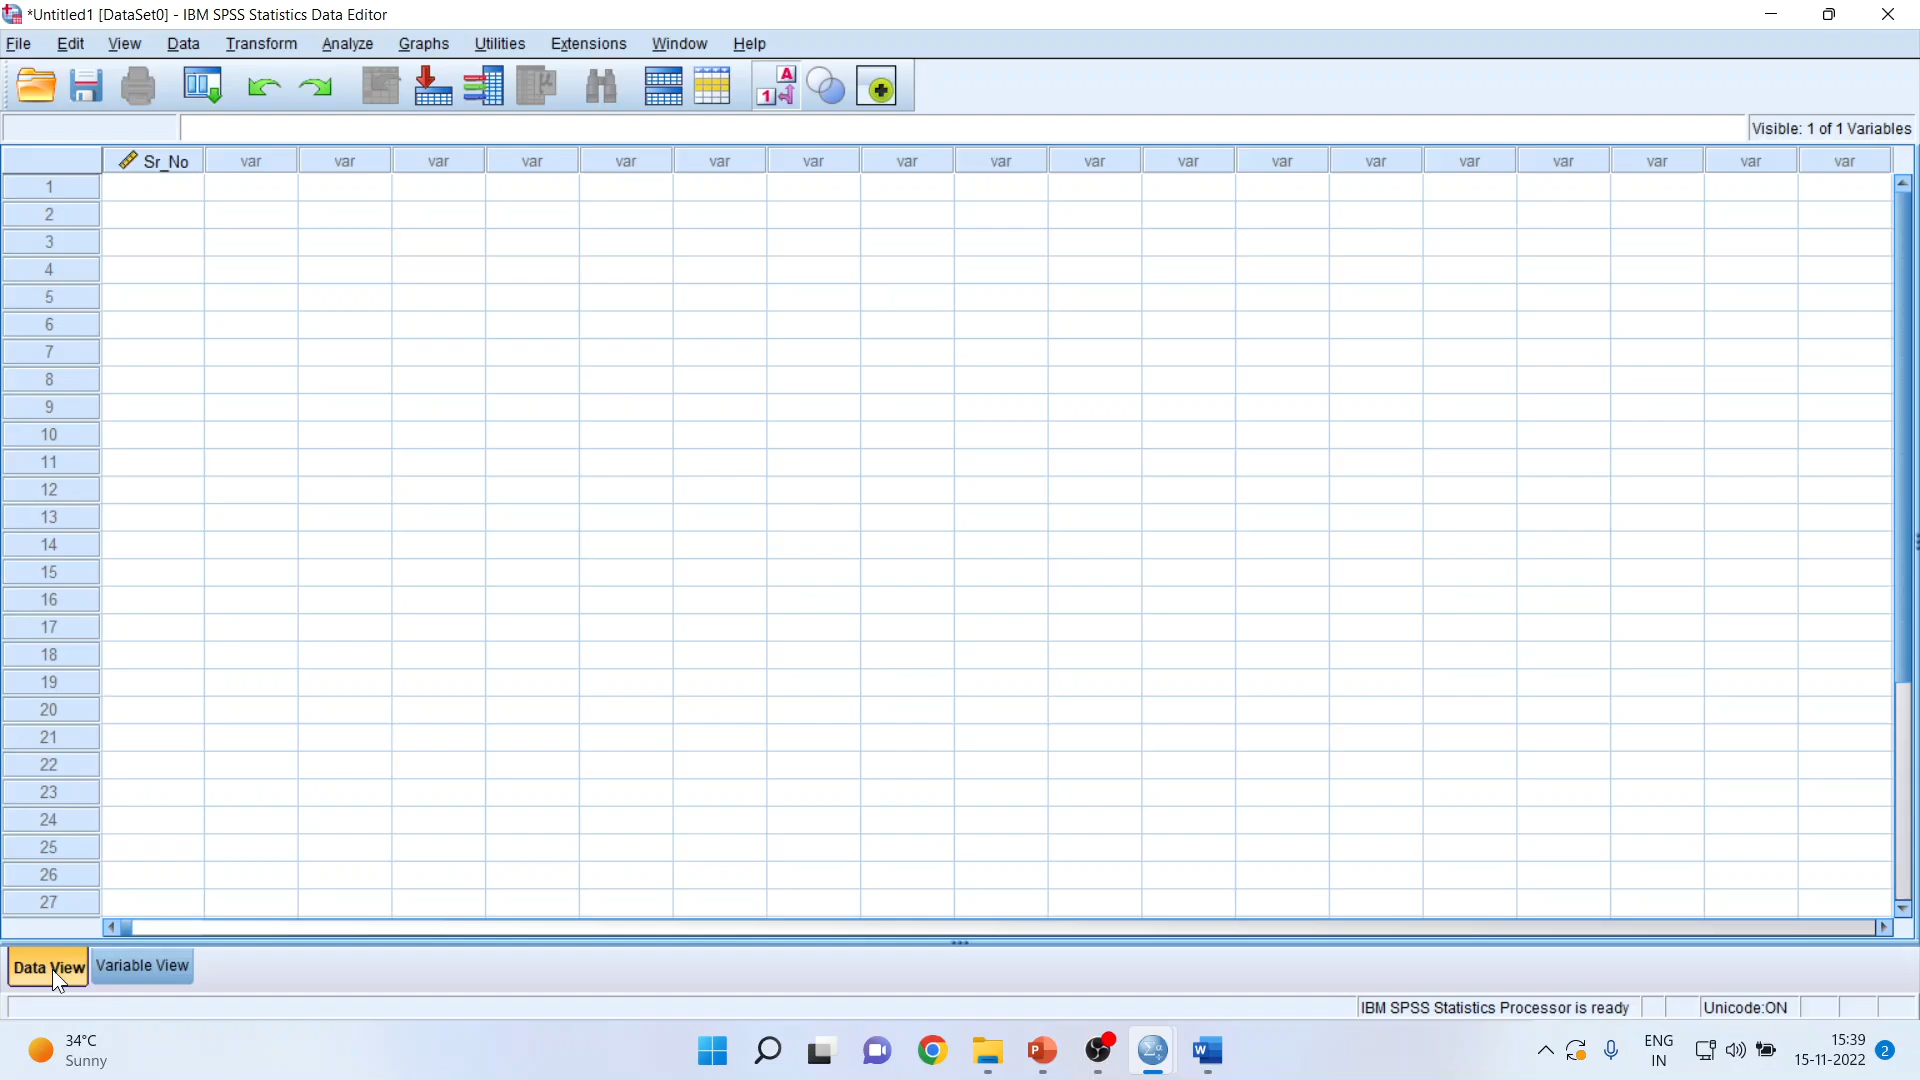 *Untitled1 [DataSet0] - IBM SPSS Statistics Data Editor
File Edit View Data Transform Analyze Graphs Utilities Extensions Window Help
A
1
Visible: 1 of 1 Variables
Sr_No var var var var var var var var var var var var var var var var var var
1
2
3
4
5
6
7
8
9
10
11
12
13
14
15
16
17
18
19
20
21
22
23
24
25
26
27
Data View Variable View
IBM SPSS Statistics Processor is ready Unicode:ON
34°C
Sunny
ENG
IN
15:39
15-11-2022
2